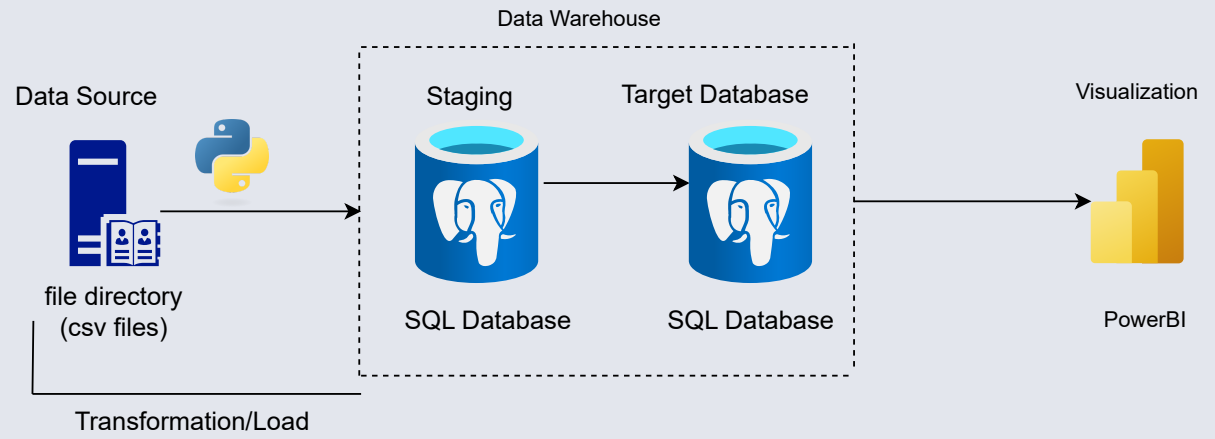 Data Warehouse
Data Source
Staging
Target Database
Visualization
file directory
(csv files)
SQL Database
SQL Database
PowerBI
Transformation/Load